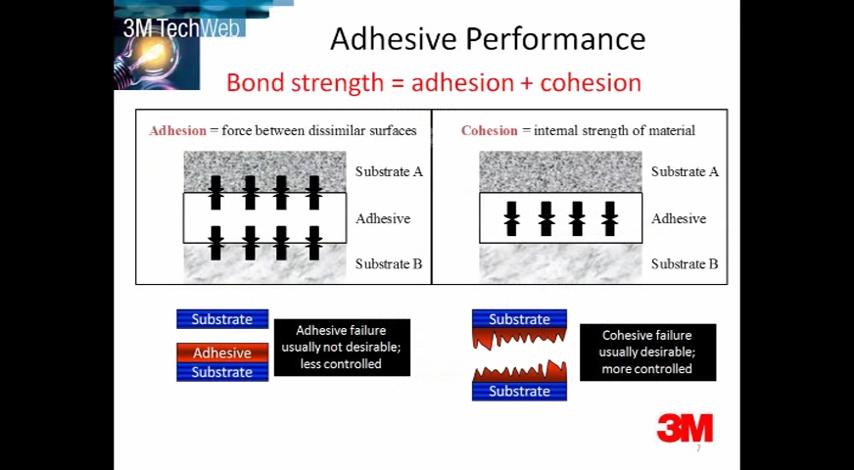 3M TechWeb
Adhesive Performance
Bond strength = adhesion + cohesion
Adhesion = force between dissimilar surfaces
Substrate A
Adhesive
Substrate B
Cohesion = internal strength of material
Substrate A
Adhesive
Substrate B
Substrate
Adhesive
Substrate
Adhesive failure
usually not desirable;
less controlled
Substrate
Substrate
Cohesive failure
usually desirable;
more controlled
3M
7